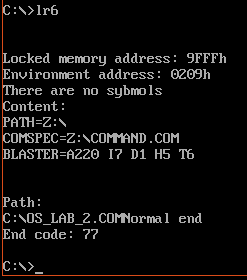 C:\>lr6
Locked memory address: 9FFFh
Environment address: 0209h
There are no sybmols
Content:
PATH=Z:\
COMSPEC=Z:\COMMAND.COM
BLASTER=A220 I7 D1 H5 T6
Path:
C:\OS_LAB_2.COMNormal end
End code: 77
C:\>_